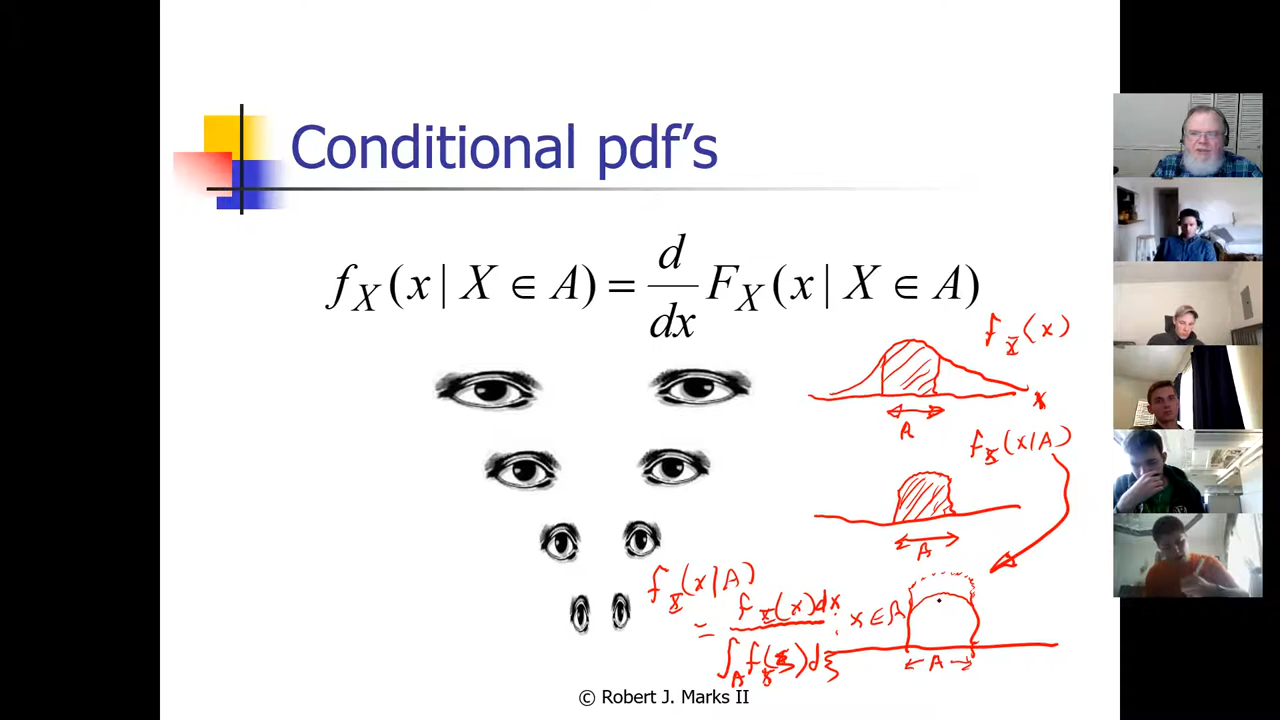 Conditional pdf's
f_X(x | X ∈ A) = d/dx F_X(x | X ∈ A)
f_X(x)
x
A
f_X(x|A)
A
f_X(x|A)
= f_X(x)dx / ∫_A f_X(ξ)dξ ; x ∈ A
A
© Robert J. Marks II